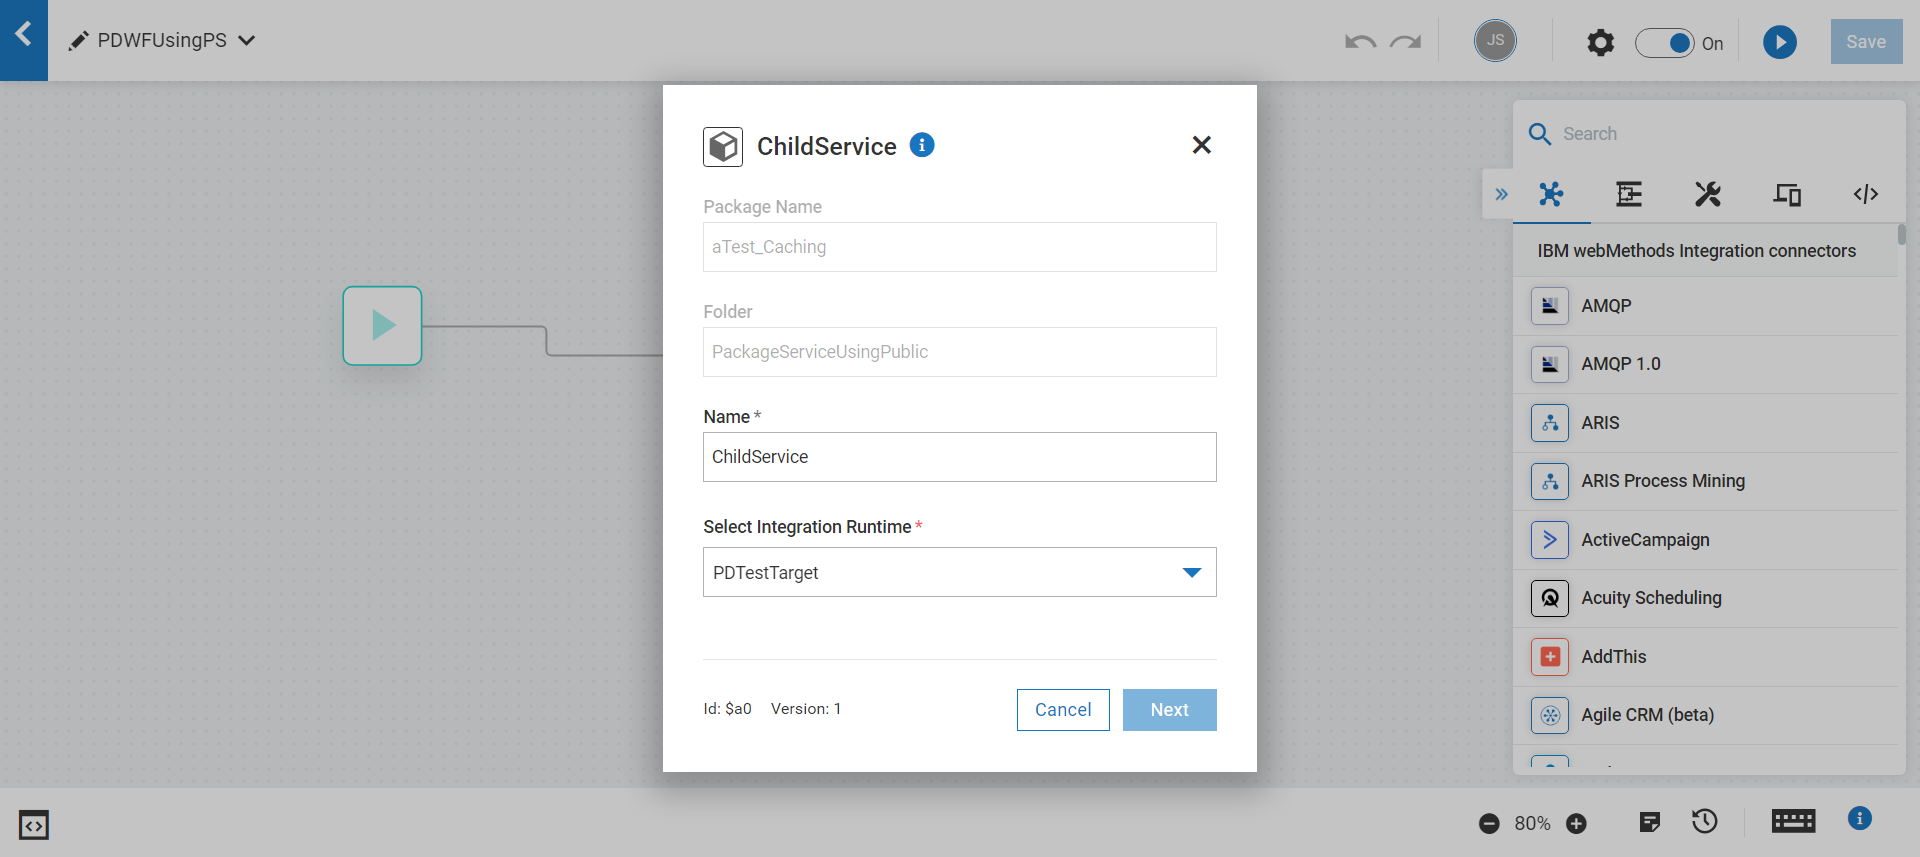 PDWFUsingPS
JS
On
Save
ChildService
Package Name
aTest_Caching
Folder
PackageServiceUsingPublic
Name *
ChildService
Select Integration Runtime *
PDTestTarget
Id: $a0 Version: 1
Cancel
Next
Search
IBM webMethods Integration connectors
AMQP
AMQP 1.0
ARIS
ARIS Process Mining
ActiveCampaign
Acuity Scheduling
AddThis
Agile CRM (beta)
80%